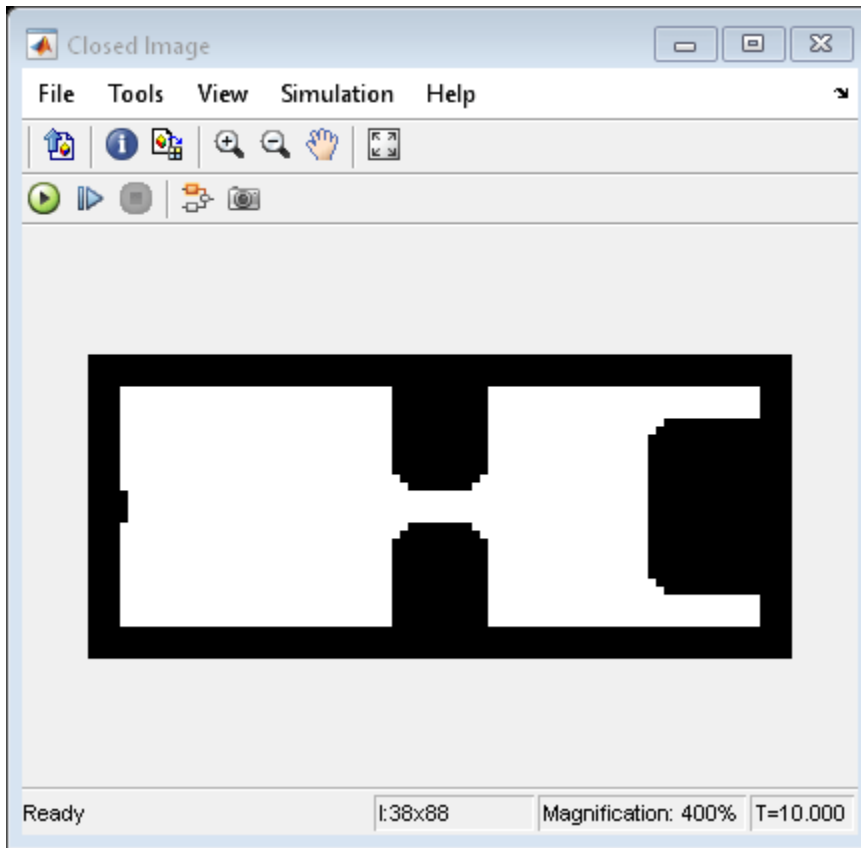 Closed Image
File Tools View Simulation Help
Ready I:38x88 Magnification: 400% T=10.000